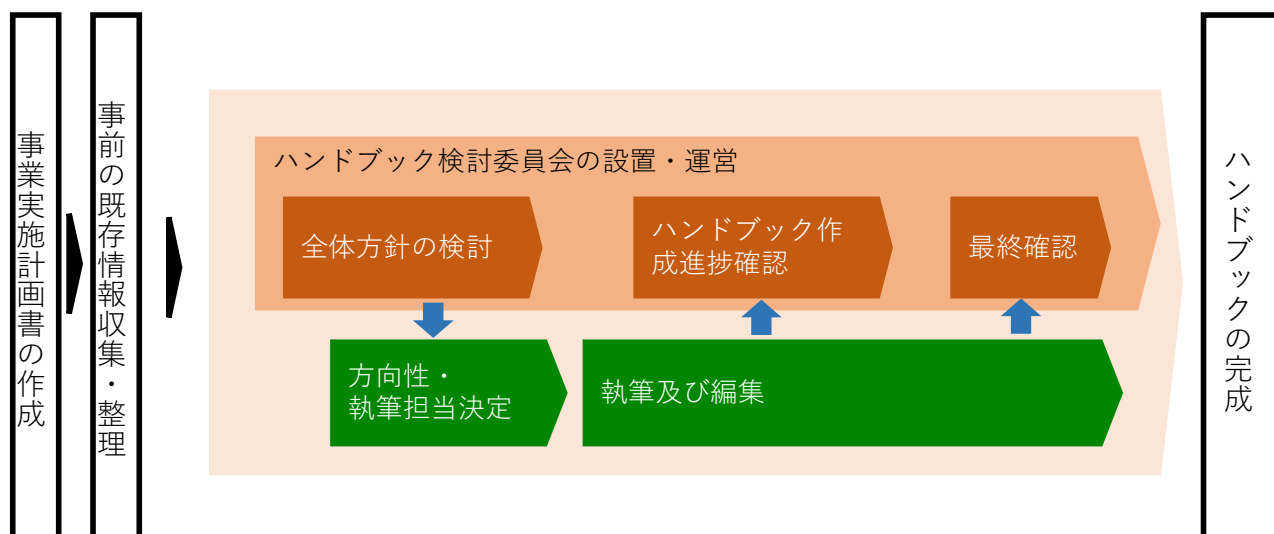 事業実施計画書の作成
事前の既存情報収集・整理
ハンドブック検討委員会の設置・運営
全体方針の検討
ハンドブック作
成進捗確認
最終確認
方向性・
執筆担当決定
執筆及び編集
ハンドブックの完成